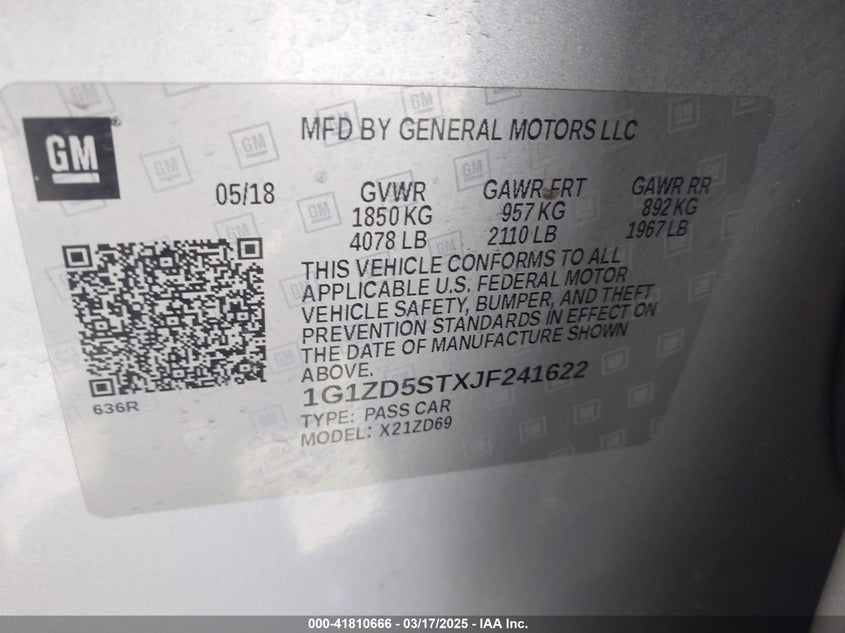 GM
MFD BY GENERAL MOTORS LLC
05/18 GVWR GAWR FRT GAWR RR
1850 KG 957 KG 892 KG
4078 LB 2110 LB 1967 LB
THIS VEHICLE CONFORMS TO ALL
APPLICABLE U.S. FEDERAL MOTOR
VEHICLE SAFETY, BUMPER, AND THEFT
PREVENTION STANDARDS IN EFFECT ON
THE DATE OF MANUFACTURE SHOWN
ABOVE.
1G1ZD5STXJF241622
636R
TYPE: PASS CAR
MODEL: X21ZD69
000-41810666 - 03/17/2025 - IAA Inc.